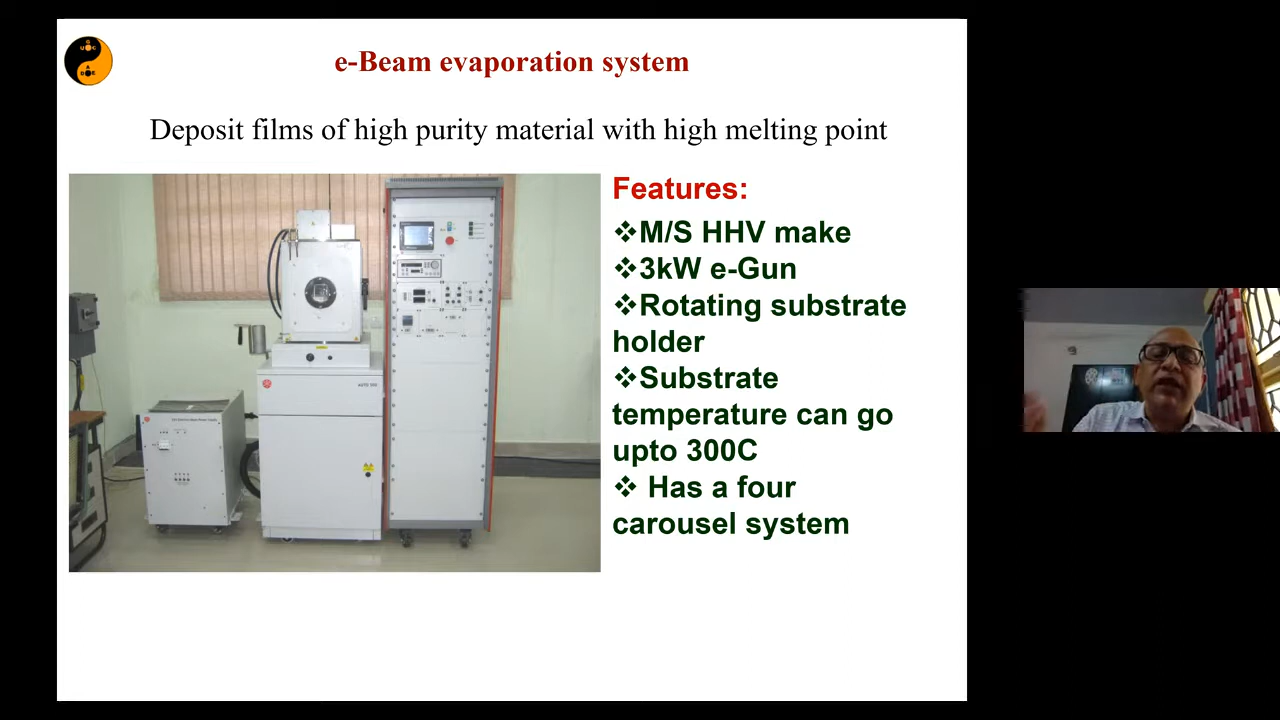 e-Beam evaporation system
Deposit films of high purity material with high melting point
Features:
❖M/S HHV make
❖3kW e-Gun
❖Rotating substrate
holder
❖Substrate
temperature can go
upto 300C
❖ Has a four
carousel system